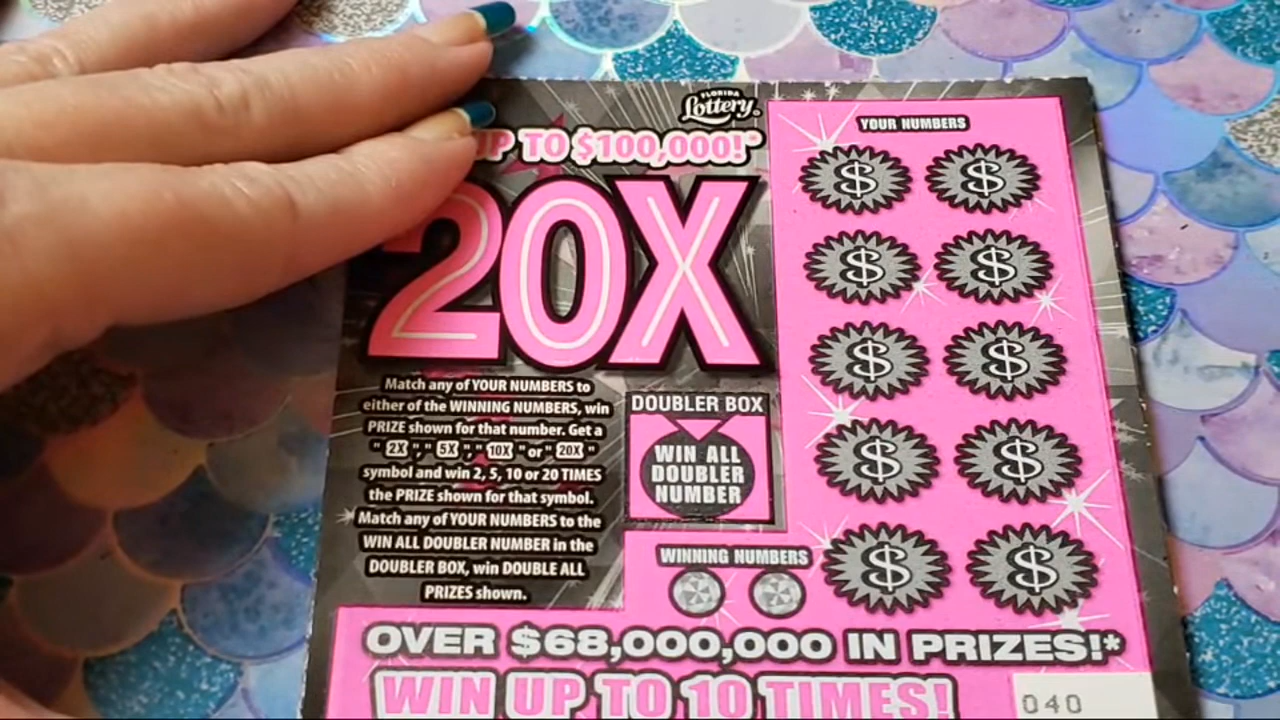 FLORIDA
Lottery®
UP TO $100,000!*
20X
Match any of YOUR NUMBERS to
either of the WINNING NUMBERS, win
PRIZE shown for that number. Get a
"2X", "5X", "10X" or "20X"
symbol and win 2, 5, 10 or 20 TIMES
the PRIZE shown for that symbol.
Match any of YOUR NUMBERS to the
WIN ALL DOUBLER NUMBER in the
DOUBLER BOX, win DOUBLE ALL
PRIZES shown.
DOUBLER BOX
WIN ALL
DOUBLER
NUMBER
WINNING NUMBERS
YOUR NUMBERS
$ $
$ $
$ $
$ $
$ $
OVER $68,000,000 IN PRIZES!*
WIN UP TO 10 TIMES!
040